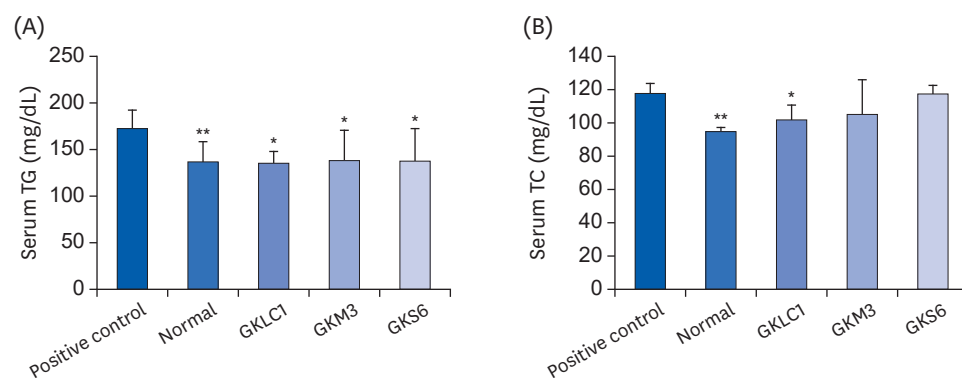 (A)
Serum TG (mg/dL)
250
200
150
100
50
0
**
*
*
*
Positive control
Normal
GKLC1
GKM3
GKS6
(B)
Serum TC (mg/dL)
140
120
100
80
60
40
20
0
**
*
Positive control
Normal
GKLC1
GKM3
GKS6